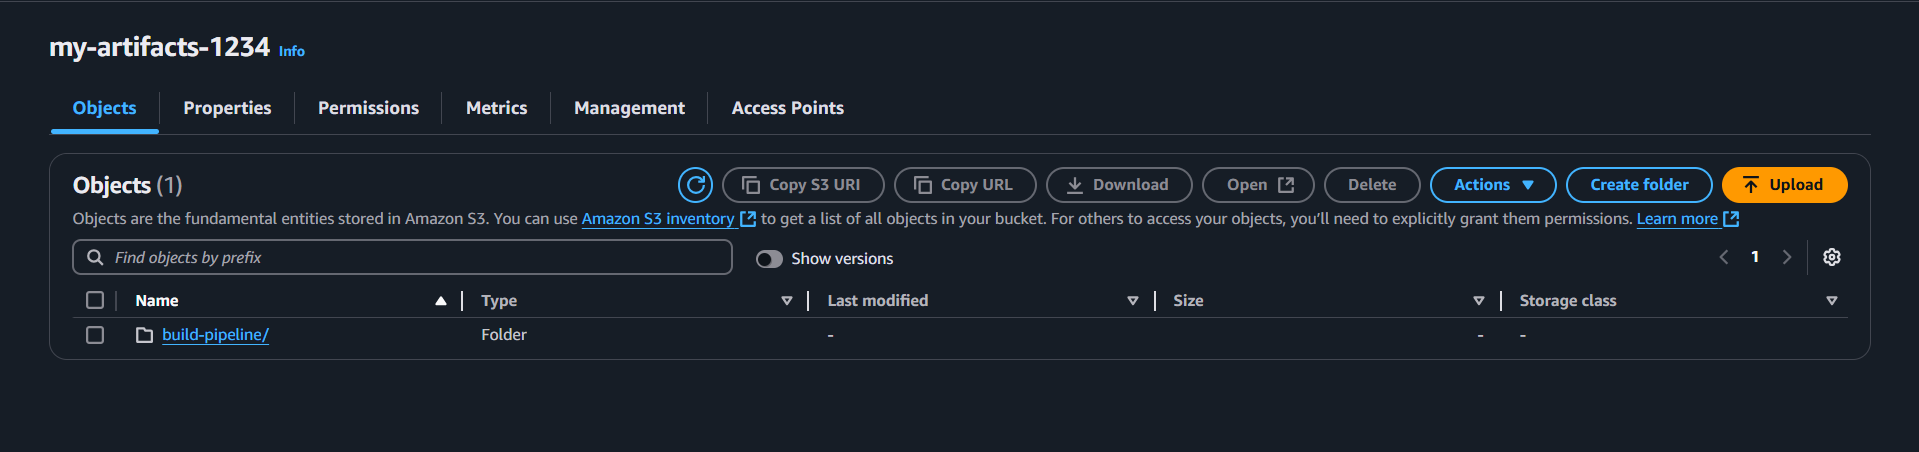 my-artifacts-1234 Info
Objects Properties Permissions Metrics Management Access Points
Objects (1) Copy S3 URI Copy URL Download Open Delete Actions Create folder Upload
Objects are the fundamental entities stored in Amazon S3. You can use Amazon S3 inventory to get a list of all objects in your bucket. For others to access your objects, you'll need to explicitly grant them permissions. Learn more
Find objects by prefix Show versions 1
Name Type Last modified Size Storage class
build-pipeline/ Folder - - -